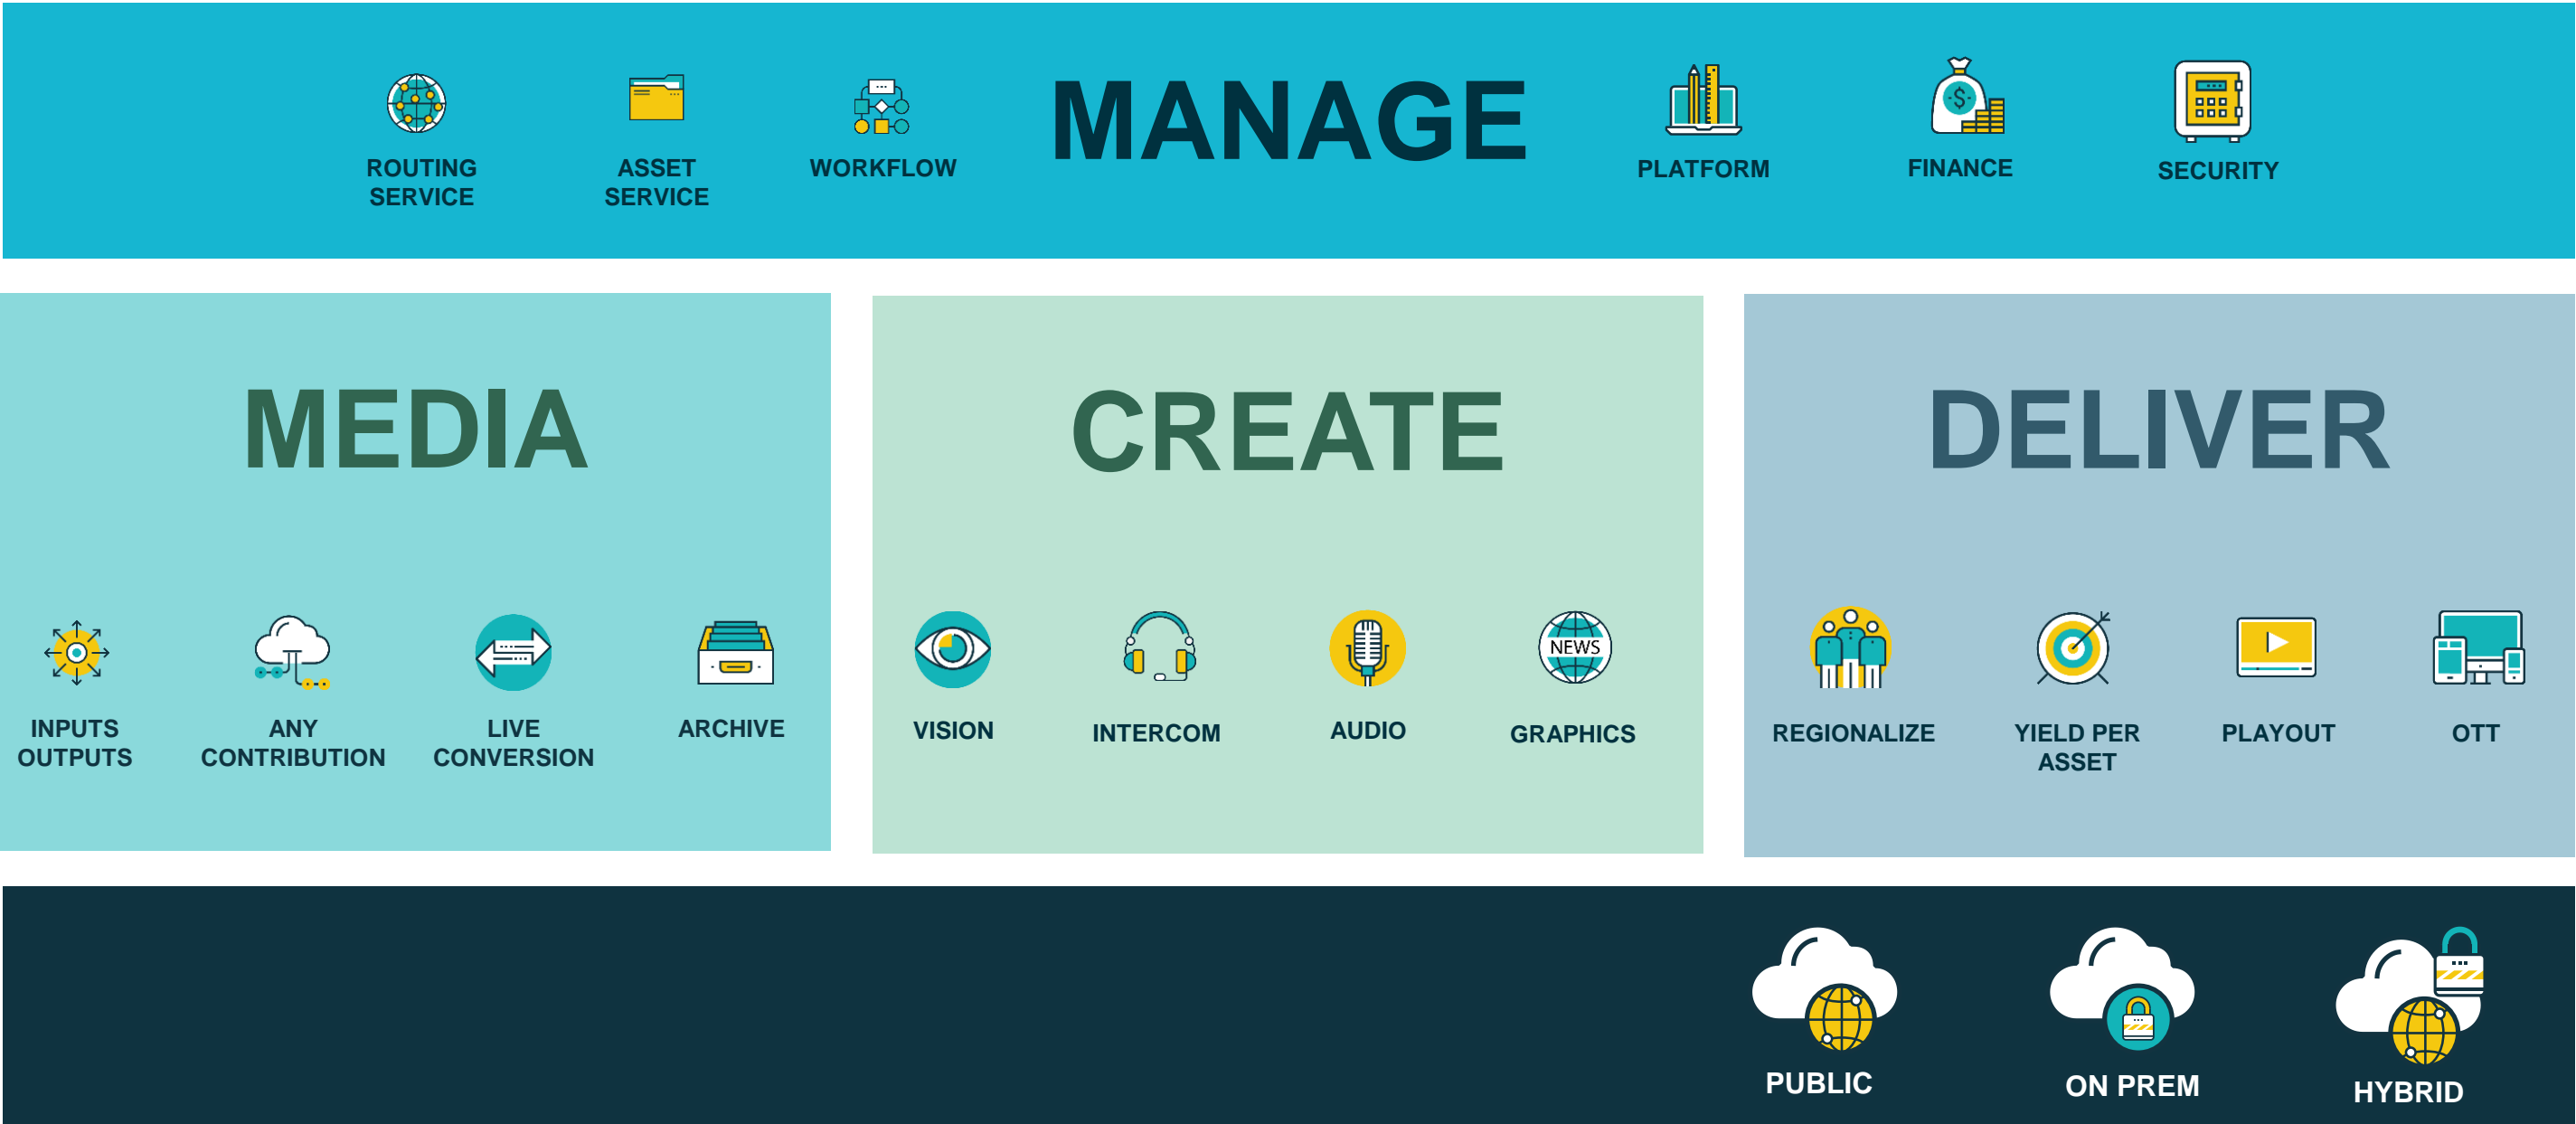 MANAGE
ROUTING
SERVICE
ASSET
SERVICE
WORKFLOW
PLATFORM
FINANCE
SECURITY
MEDIA
INPUTS
OUTPUTS
ANY
CONTRIBUTION
LIVE
CONVERSION
ARCHIVE
CREATE
VISION
INTERCOM
AUDIO
NEWS
GRAPHICS
DELIVER
REGIONALIZE
YIELD PER
ASSET
PLAYOUT
OTT
PUBLIC
ON PREM
HYBRID